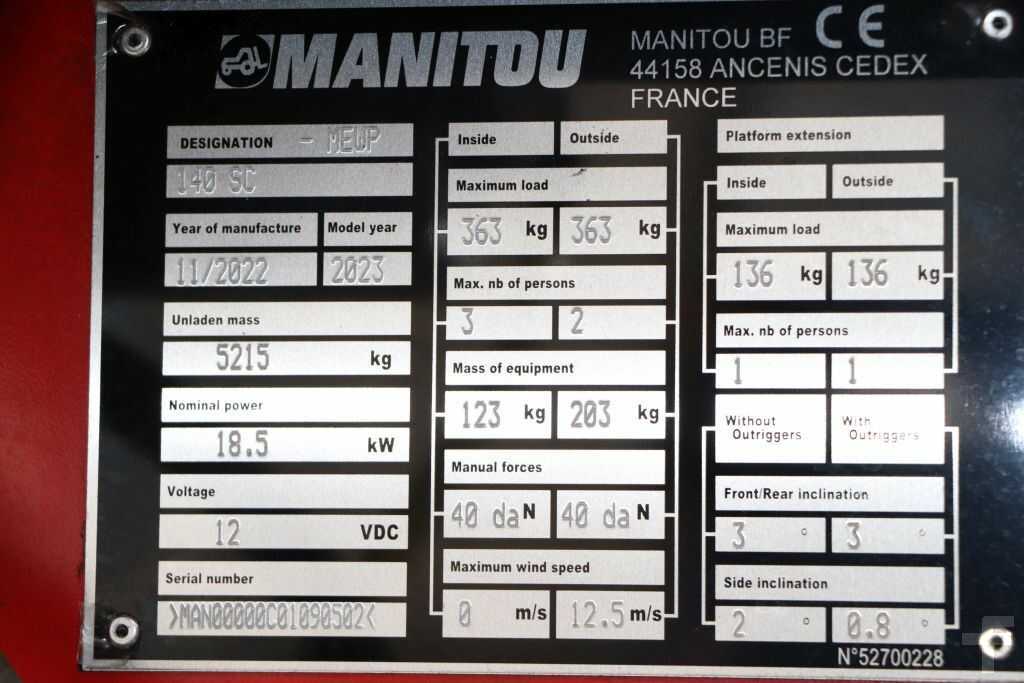 MANITOU
MANITOU BF CE
44158 ANCENIS CEDEX
FRANCE
DESIGNATION - MEWP
140 SC
Year of manufacture Model year
11/2022 2023
Unladen mass
5215 kg
Nominal power
18.5 kW
Voltage
12 VDC
Serial number
>MAN00000C01090502<
Inside Outside
Maximum load
363 kg 363 kg
Max. nb of persons
3 2
Mass of equipment
123 kg 203 kg
Manual forces
40 daN 40 daN
Maximum wind speed
0 m/s 12.5 m/s
Platform extension
Inside Outside
Maximum load
136 kg 136 kg
Max. nb of persons
1 1
Without With
Outriggers Outriggers
Front/Rear inclination
3 ° 3 °
Side inclination
2 ° 0.8 °
N°52700228